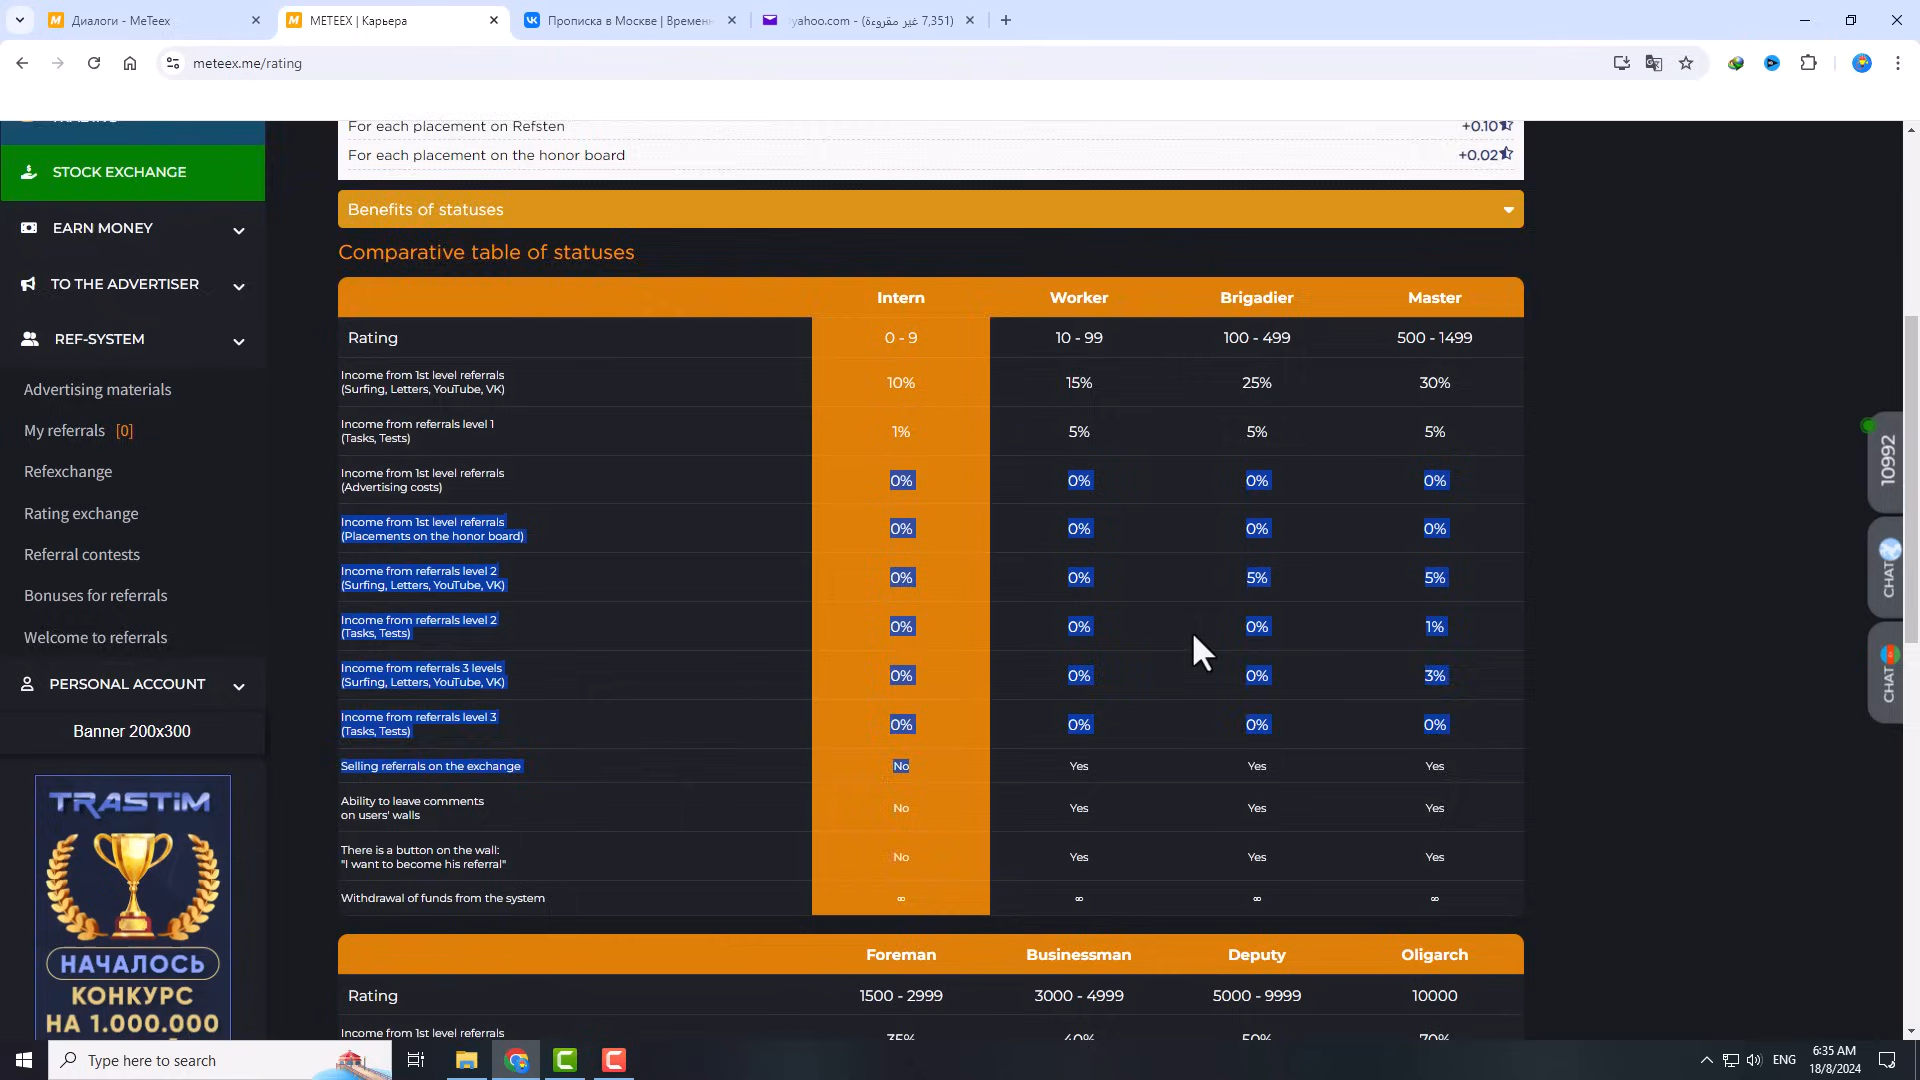 Диалоги - MeTeex
METEEX | Карьера
Прописка в Москве | Времен
yahoo.com - (7,351 غير مقروءة)
meteex.me/rating
STOCK EXCHANGE
EARN MONEY
TO THE ADVERTISER
REF-SYSTEM
Advertising materials
My referrals [0]
Refexchange
Rating exchange
Referral contests
Bonuses for referrals
Welcome to referrals
PERSONAL ACCOUNT
Banner 200x300
TRASTIM
НАЧАЛОСЬ
КОНКУРС
НА 1.000.000
For each placement on Refsten +0.10
For each placement on the honor board +0.02
Benefits of statuses
Comparative table of statuses
Intern Worker Brigadier Master
Rating 0 - 9 10 - 99 100 - 499 500 - 1499
Income from 1st level referrals
(Surfing, Letters, YouTube, VK) 10% 15% 25% 30%
Income from referrals level 1
(Tasks, Tests) 1% 5% 5% 5%
Income from 1st level referrals
(Advertising costs) 0% 0% 0% 0%
Income from 1st level referrals
(Placements on the honor board) 0% 0% 0% 0%
Income from referrals level 2
(Surfing, Letters, YouTube, VK) 0% 0% 5% 5%
Income from referrals level 2
(Tasks, Tests) 0% 0% 0% 1%
Income from referrals 3 levels
(Surfing, Letters, YouTube, VK) 0% 0% 0% 3%
Income from referrals level 3
(Tasks, Tests) 0% 0% 0% 0%
Selling referrals on the exchange No Yes Yes Yes
Ability to leave comments
on users' walls No Yes Yes Yes
There is a button on the wall:
"I want to become his referral" No Yes Yes Yes
Withdrawal of funds from the system ∞ ∞ ∞ ∞
Foreman Businessman Deputy Oligarch
Rating 1500 - 2999 3000 - 4999 5000 - 9999 10000
Income from 1st level referrals
35% 40% 50% 70%
10992
CHAT
CHAT
Type here to search
ENG
6:35 AM
18/8/2024